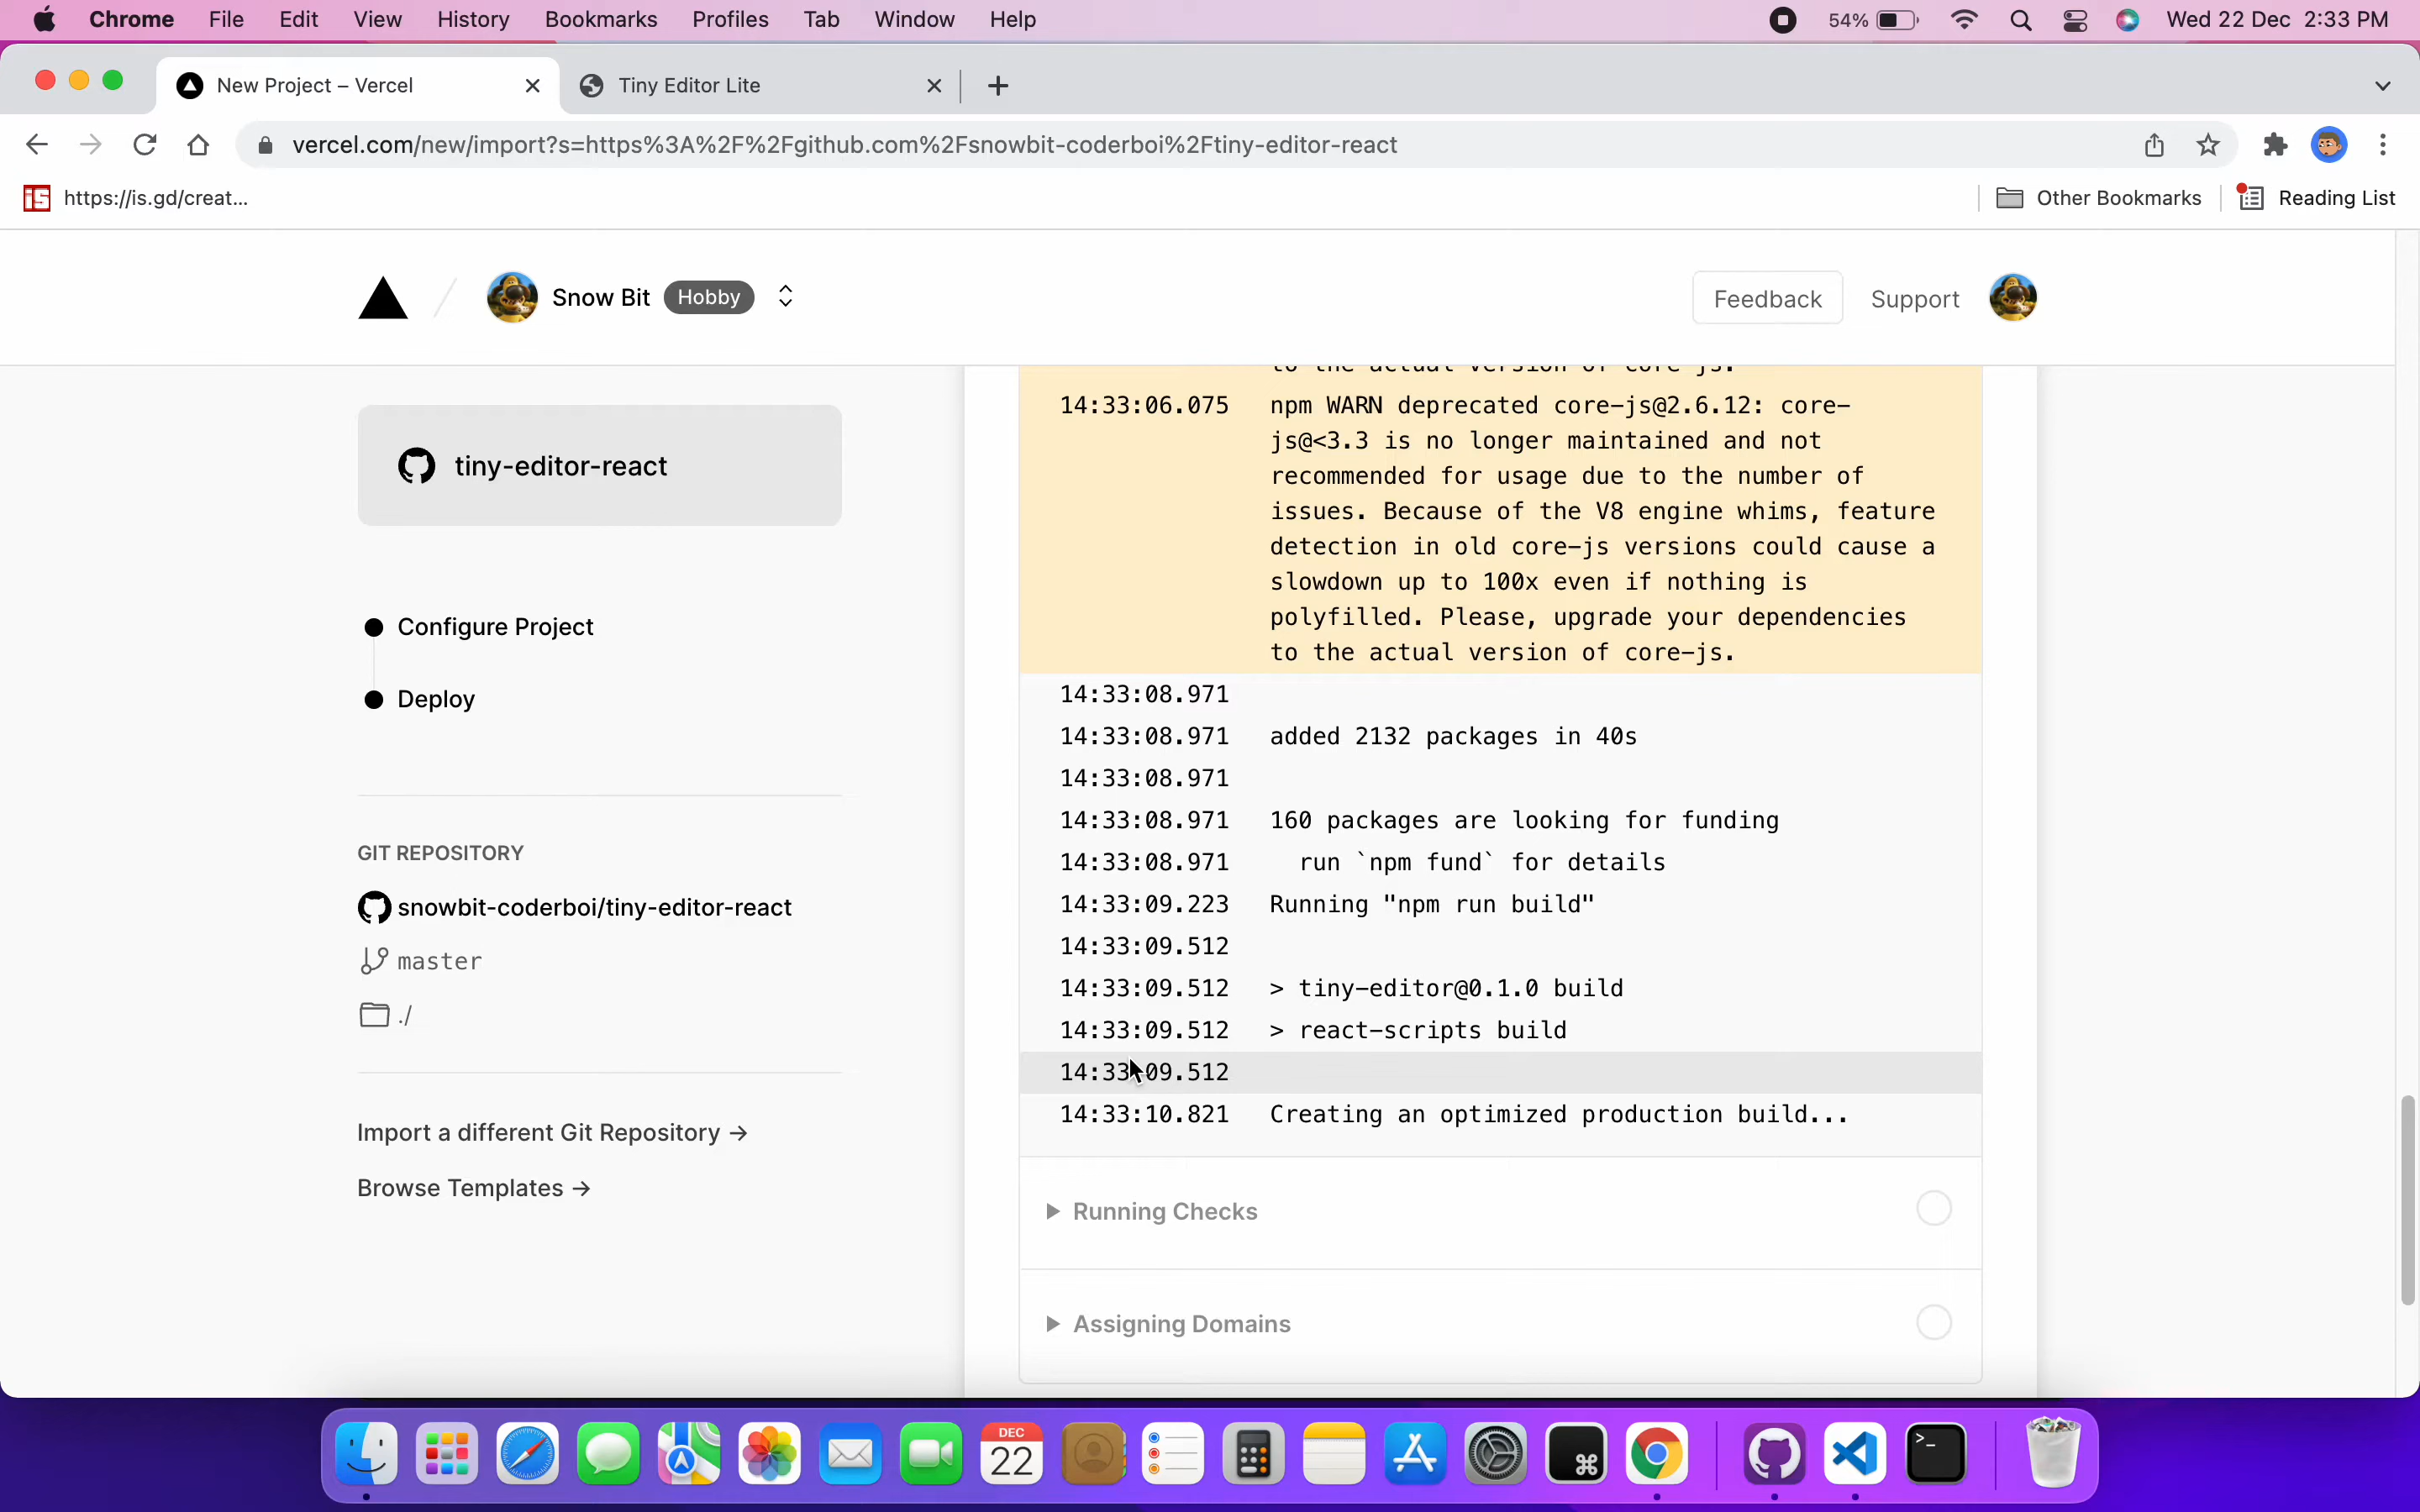 Chrome File Edit View History Bookmarks Profiles Tab Window Help 54% Wed 22 Dec 2:33 PM
New Project – Vercel Tiny Editor Lite
vercel.com/new/import?s=https%3A%2F%2Fgithub.com%2Fsnowbit-coderboi%2Ftiny-editor-react
https://is.gd/creat... Other Bookmarks Reading List
Snow Bit Hobby Feedback Support
tiny-editor-react
Configure Project
Deploy
GIT REPOSITORY
snowbit-coderboi/tiny-editor-react
master
./
Import a different Git Repository →
Browse Templates →
to the actual version of core-js.
14:33:06.075 npm WARN deprecated core-js@2.6.12: core-
js@<3.3 is no longer maintained and not
recommended for usage due to the number of
issues. Because of the V8 engine whims, feature
detection in old core-js versions could cause a
slowdown up to 100x even if nothing is
polyfilled. Please, upgrade your dependencies
to the actual version of core-js.
14:33:08.971
14:33:08.971 added 2132 packages in 40s
14:33:08.971
14:33:08.971 160 packages are looking for funding
14:33:08.971 run `npm fund` for details
14:33:09.223 Running "npm run build"
14:33:09.512
14:33:09.512 > tiny-editor@0.1.0 build
14:33:09.512 > react-scripts build
14:33:09.512
14:33:10.821 Creating an optimized production build...
Running Checks
Assigning Domains
DEC
22